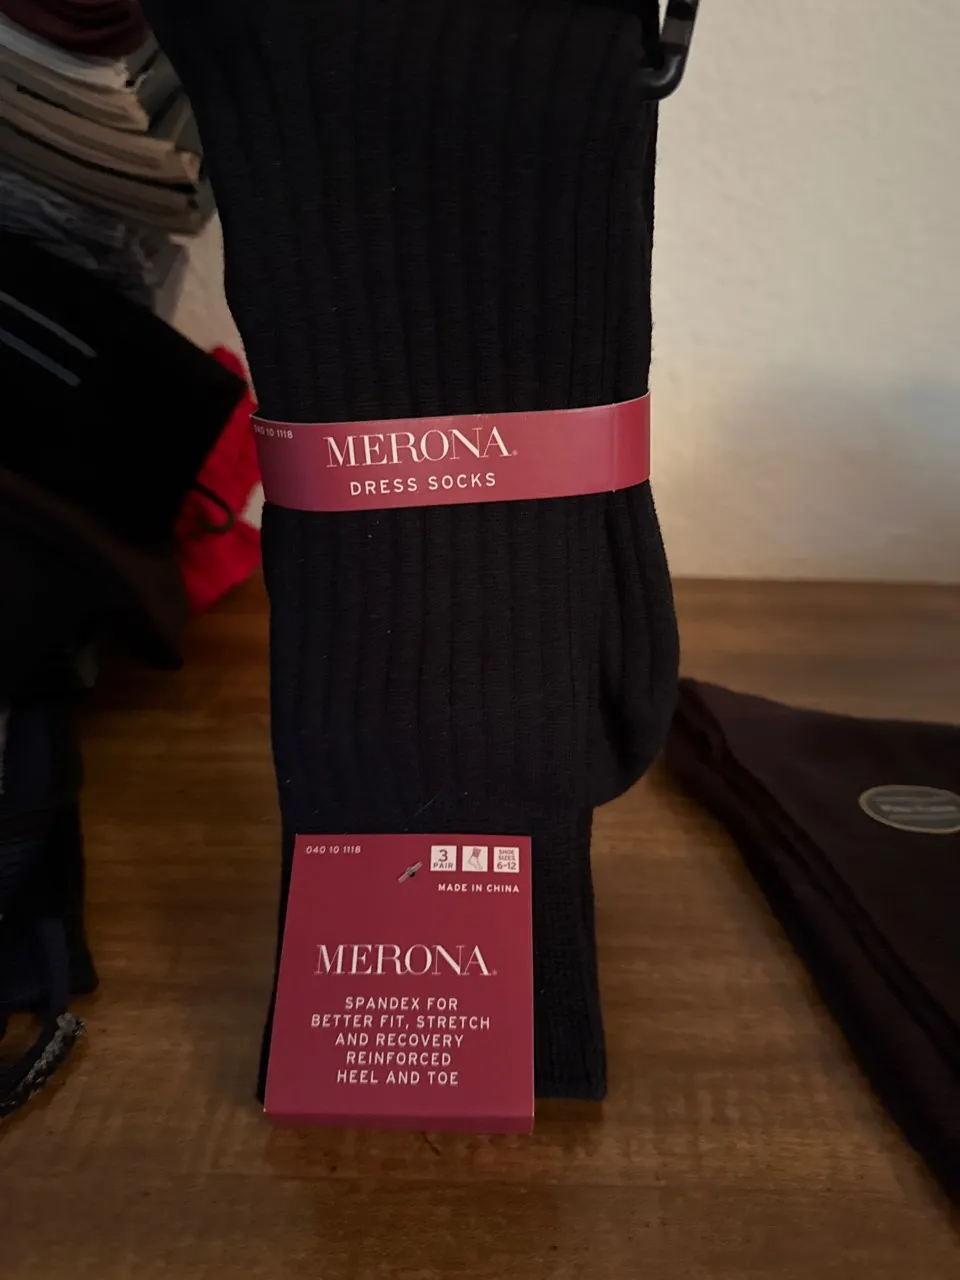 040 10 1118
MERONA®
DRESS SOCKS
040 10 1118
3
PAIR
SHOE
SIZES
6-12
MADE IN CHINA
MERONA®
SPANDEX FOR
BETTER FIT, STRETCH
AND RECOVERY
REINFORCED
HEEL AND TOE